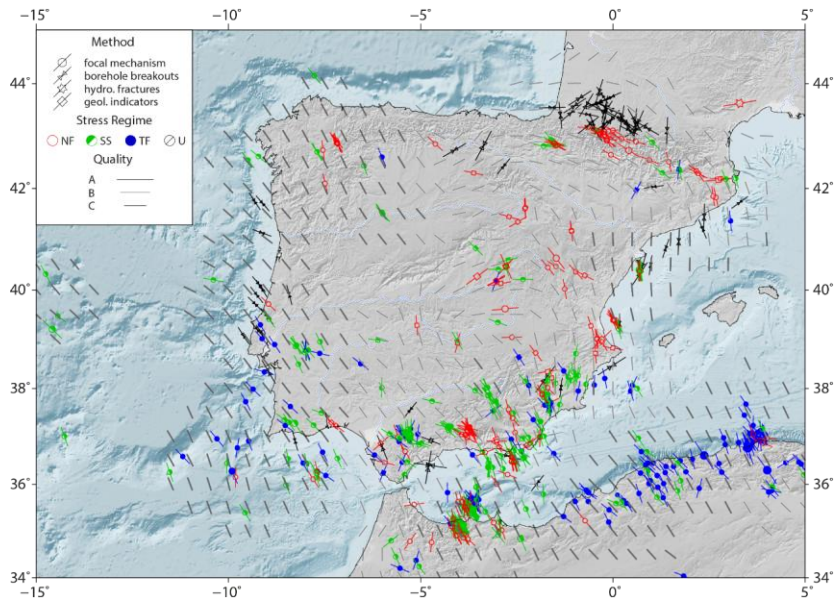 −15° −10° −5° 0° 5°
Method
focal mechanism
borehole breakouts
hydro. fractures
geol. indicators
Stress Regime
NF SS TF U
Quality
A
B
C
44° 44°
42° 42°
40° 40°
38° 38°
36° 36°
34° 34°
−15° −10° −5° 0° 5°